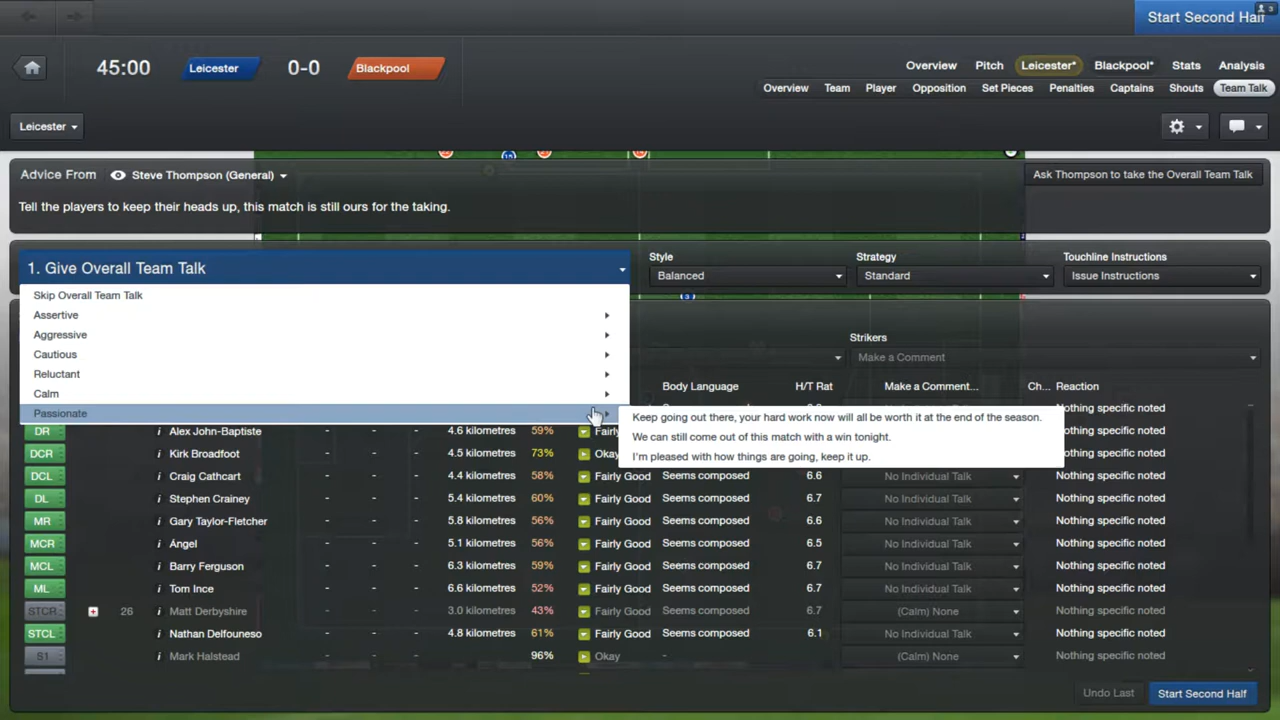 3
Start Second Half
45:00 Leicester 0-0 Blackpool
Overview Pitch Leicester* Blackpool* Stats Analysis
Overview Team Player Opposition Set Pieces Penalties Captains Shouts Team Talk
Leicester
Advice From Steve Thompson (General) Ask Thompson to take the Overall Team Talk
Tell the players to keep their heads up, this match is still ours for the taking.
1. Give Overall Team Talk
Style Strategy Touchline Instructions
Balanced Standard Issue Instructions
Skip Overall Team Talk
Assertive
Aggressive
Cautious
Reluctant
Calm
Passionate
Keep going out there, your hard work now will all be worth it at the end of the season.
We can still come out of this match with a win tonight.
I'm pleased with how things are going, keep it up.
Strikers
Make a Comment
Body Language H/T Rat Make a Comment... Ch... Reaction
Nothing specific noted
DR i Alex John-Baptiste - - - 4.6 kilometres 59% Nothing specific noted
DCR i Kirk Broadfoot - - - 4.5 kilometres 73% Okay Nothing specific noted
DCL i Craig Cathcart - - - 4.4 kilometres 58% Fairly Good Seems composed 6.6 No Individual Talk Nothing specific noted
DL i Stephen Crainey - - - 5.4 kilometres 60% Fairly Good Seems composed 6.7 No Individual Talk Nothing specific noted
MR i Gary Taylor-Fletcher - - - 5.8 kilometres 56% Fairly Good Seems composed 6.6 No Individual Talk Nothing specific noted
MCR i Ángel - - - 5.1 kilometres 56% Fairly Good Seems composed 6.5 No Individual Talk Nothing specific noted
MCL i Barry Ferguson - - - 6.3 kilometres 59% Fairly Good Seems composed 6.7 No Individual Talk Nothing specific noted
ML i Tom Ince - - - 6.6 kilometres 52% Fairly Good Seems composed 6.7 No Individual Talk Nothing specific noted
STCR 26 i Matt Derbyshire - - - 3.0 kilometres 43% Fairly Good Seems composed 6.7 (Calm) None Nothing specific noted
STCL i Nathan Delfouneso - - - 4.8 kilometres 61% Fairly Good Seems composed 6.1 No Individual Talk Nothing specific noted
S1 i Mark Halstead - - - 96% Okay - (Calm) None Nothing specific noted
Undo Last Start Second Half